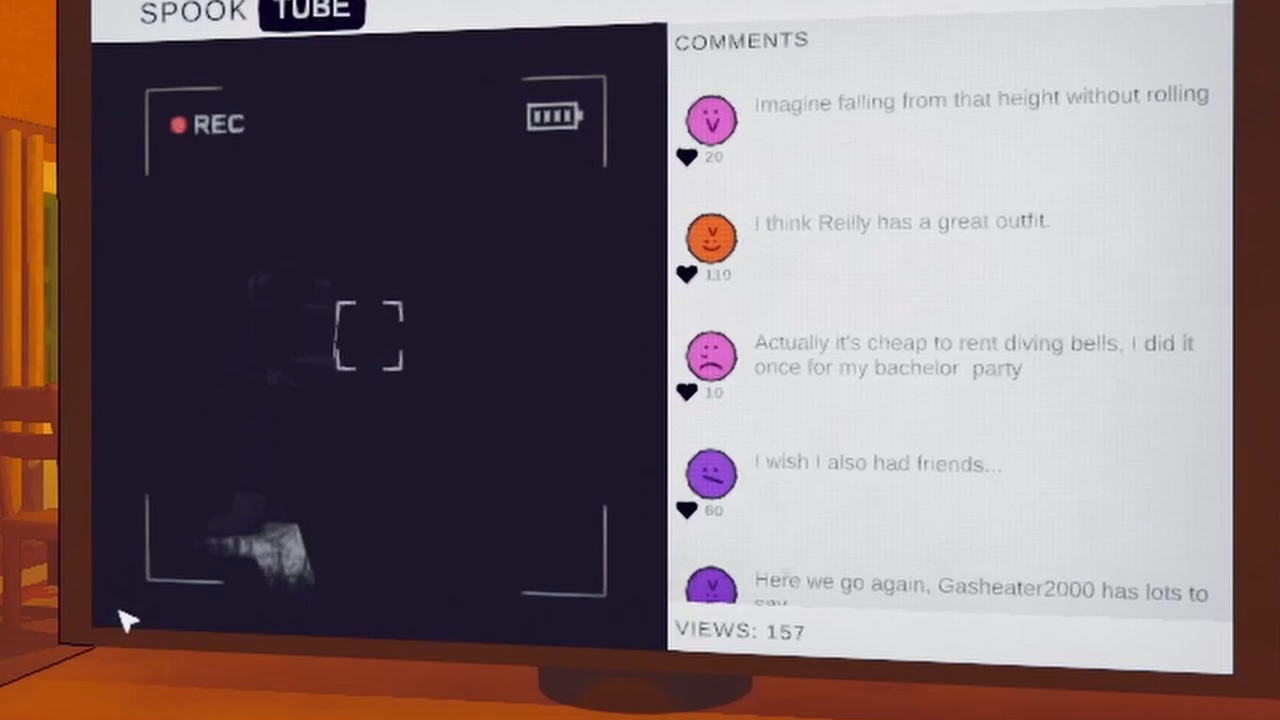 SPOOK TUBE
REC
COMMENTS
Imagine falling from that height without rolling
20
I think Reilly has a great outfit.
110
Actually it's cheap to rent diving bells, I did it
once for my bachelor party
10
I wish I also had friends...
60
Here we go again, Gasheater2000 has lots to
say
VIEWS: 157